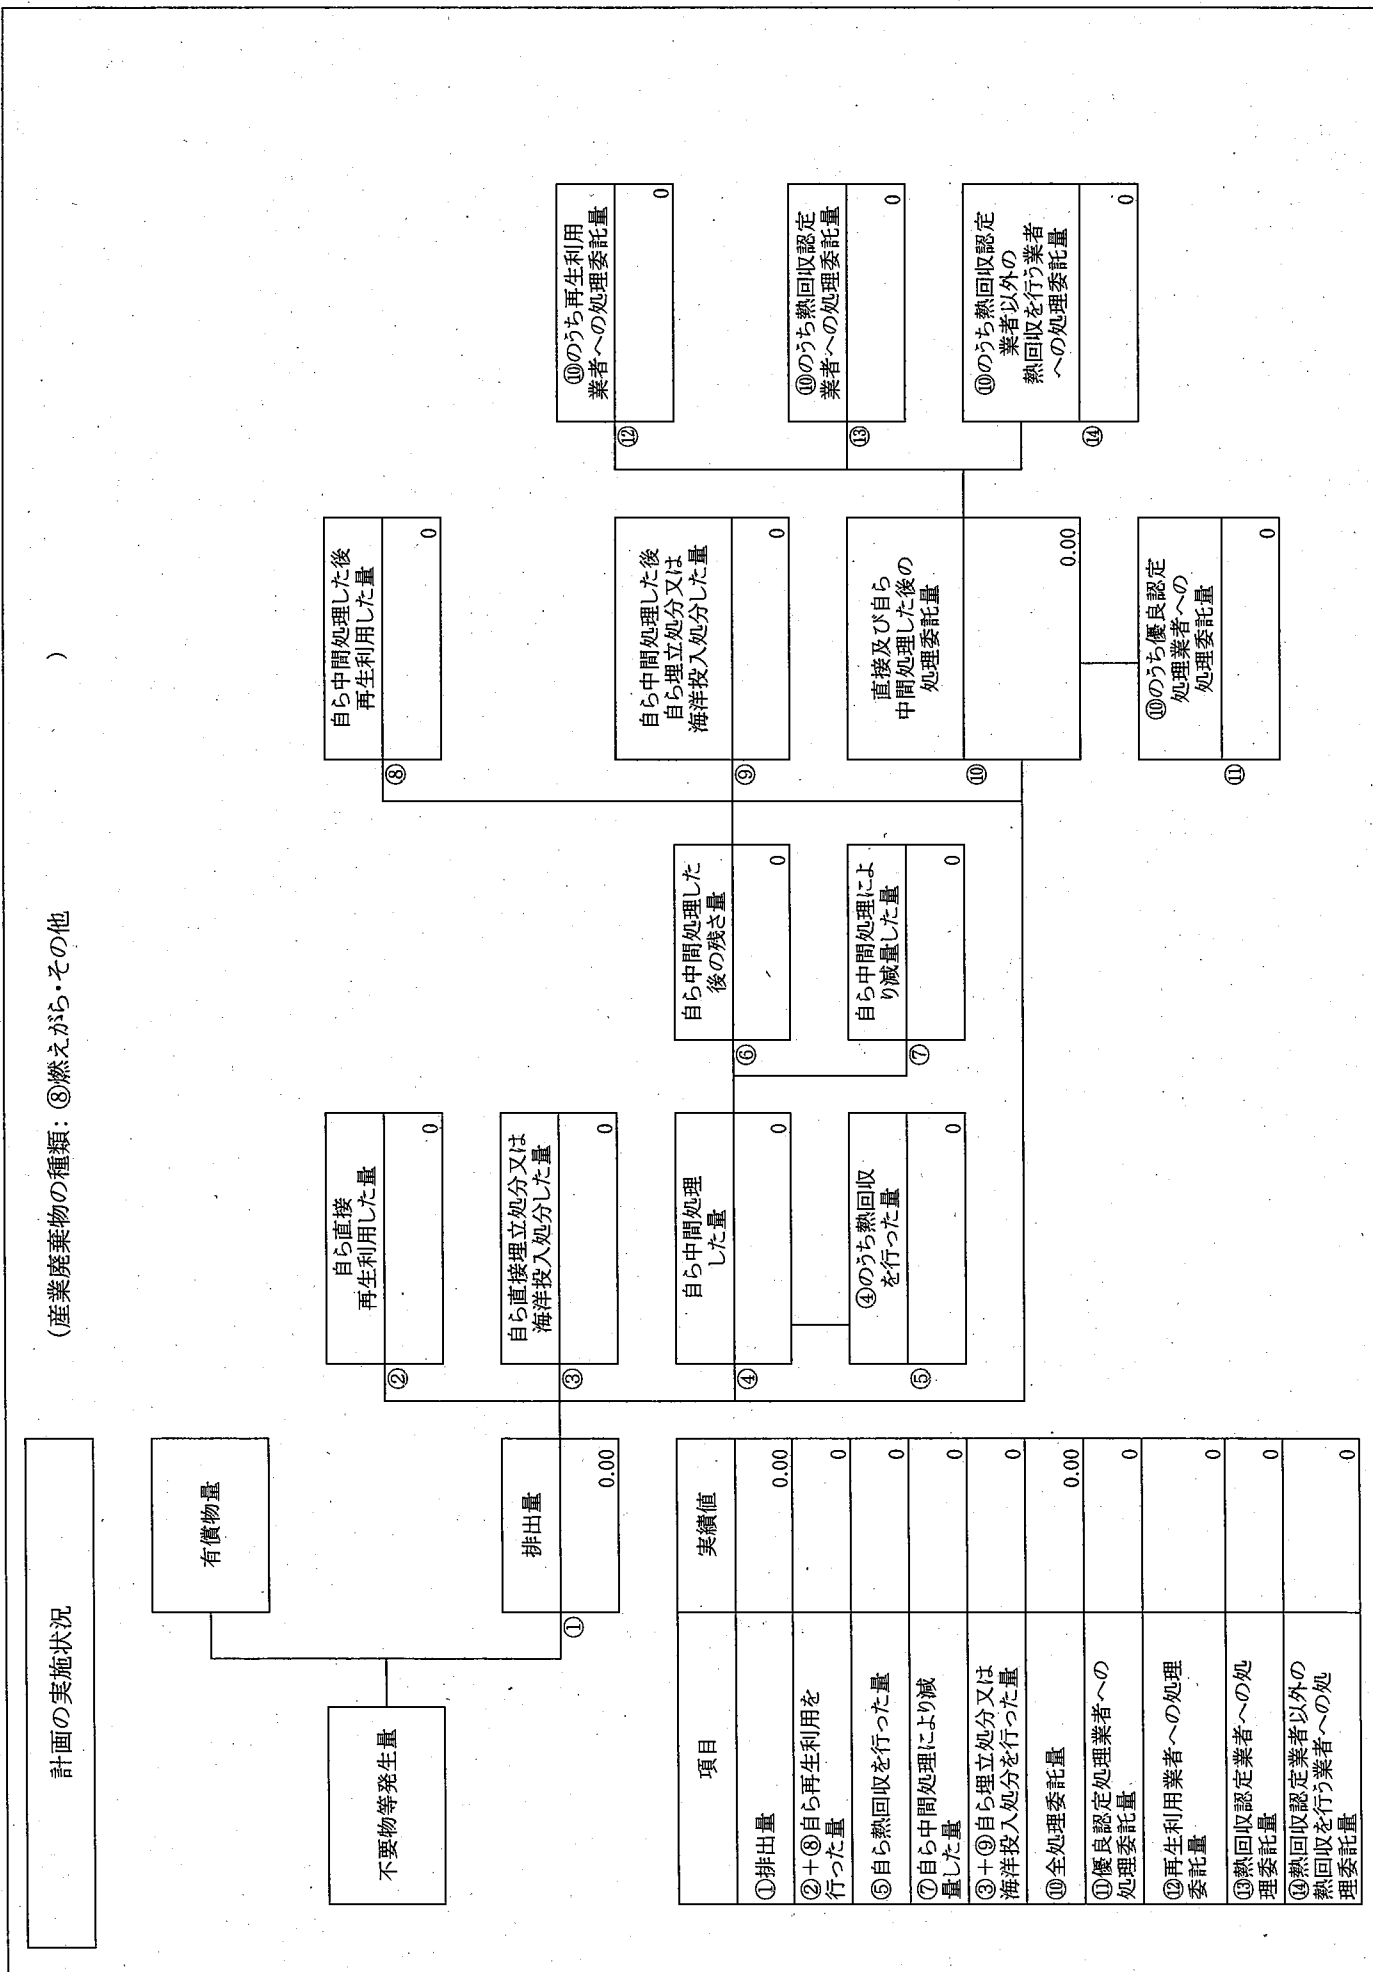 計画の実施状況
(産業廃棄物の種類：⑧燃えがら・その他　　　　　　)
不要物等発生量
有償物量
排出量
①
0.00
自ら直接
再生利用した量
②
0
自ら直接埋立処分又は
海洋投入処分した量
③
0
自ら中間処理
した量
④
0
④のうち熱回収
を行った量
⑤
0
自ら中間処理した
後の残さ量
⑥
0
自ら中間処理によ
り減量した量
⑦
0
自ら中間処理した後
再生利用した量
⑧
0
自ら中間処理した後
自ら埋立処分又は
海洋投入処分した量
⑨
0
直接及び自ら
中間処理した後の
処理委託量
⑩
0.00
⑩のうち優良認定
処理業者への
処理委託量
⑪
0
⑩のうち再生利用
業者への処理委託量
⑫
0
⑩のうち熱回収認定
業者への処理委託量
⑬
0
⑩のうち熱回収認定
業者以外の
熱回収を行う業者
への処理委託量
⑭
0
項目 実績値
①排出量 0.00
②＋⑧自ら再生利用を
行った量 0
⑤自ら熱回収を行った量 0
⑦自ら中間処理により減
量した量 0
③＋⑨自ら埋立処分又は
海洋投入処分を行った量 0
⑩全処理委託量 0.00
⑪優良認定処理業者への
処理委託量 0
⑫再生利用業者への処理
委託量 0
⑬熱回収認定業者への処
理委託量 0
⑭熱回収認定業者以外の
熱回収を行う業者への処
理委託量 0